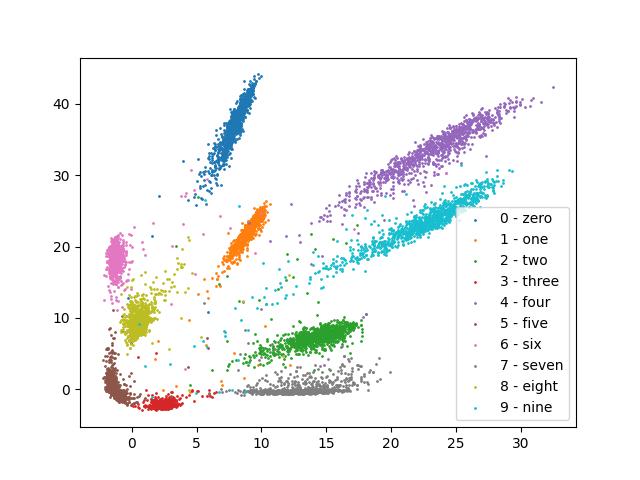 40
30
20
10
0
0 - zero
1 - one
2 - two
3 - three
4 - four
5 - five
6 - six
7 - seven
8 - eight
9 - nine
0 5 10 15 20 25 30